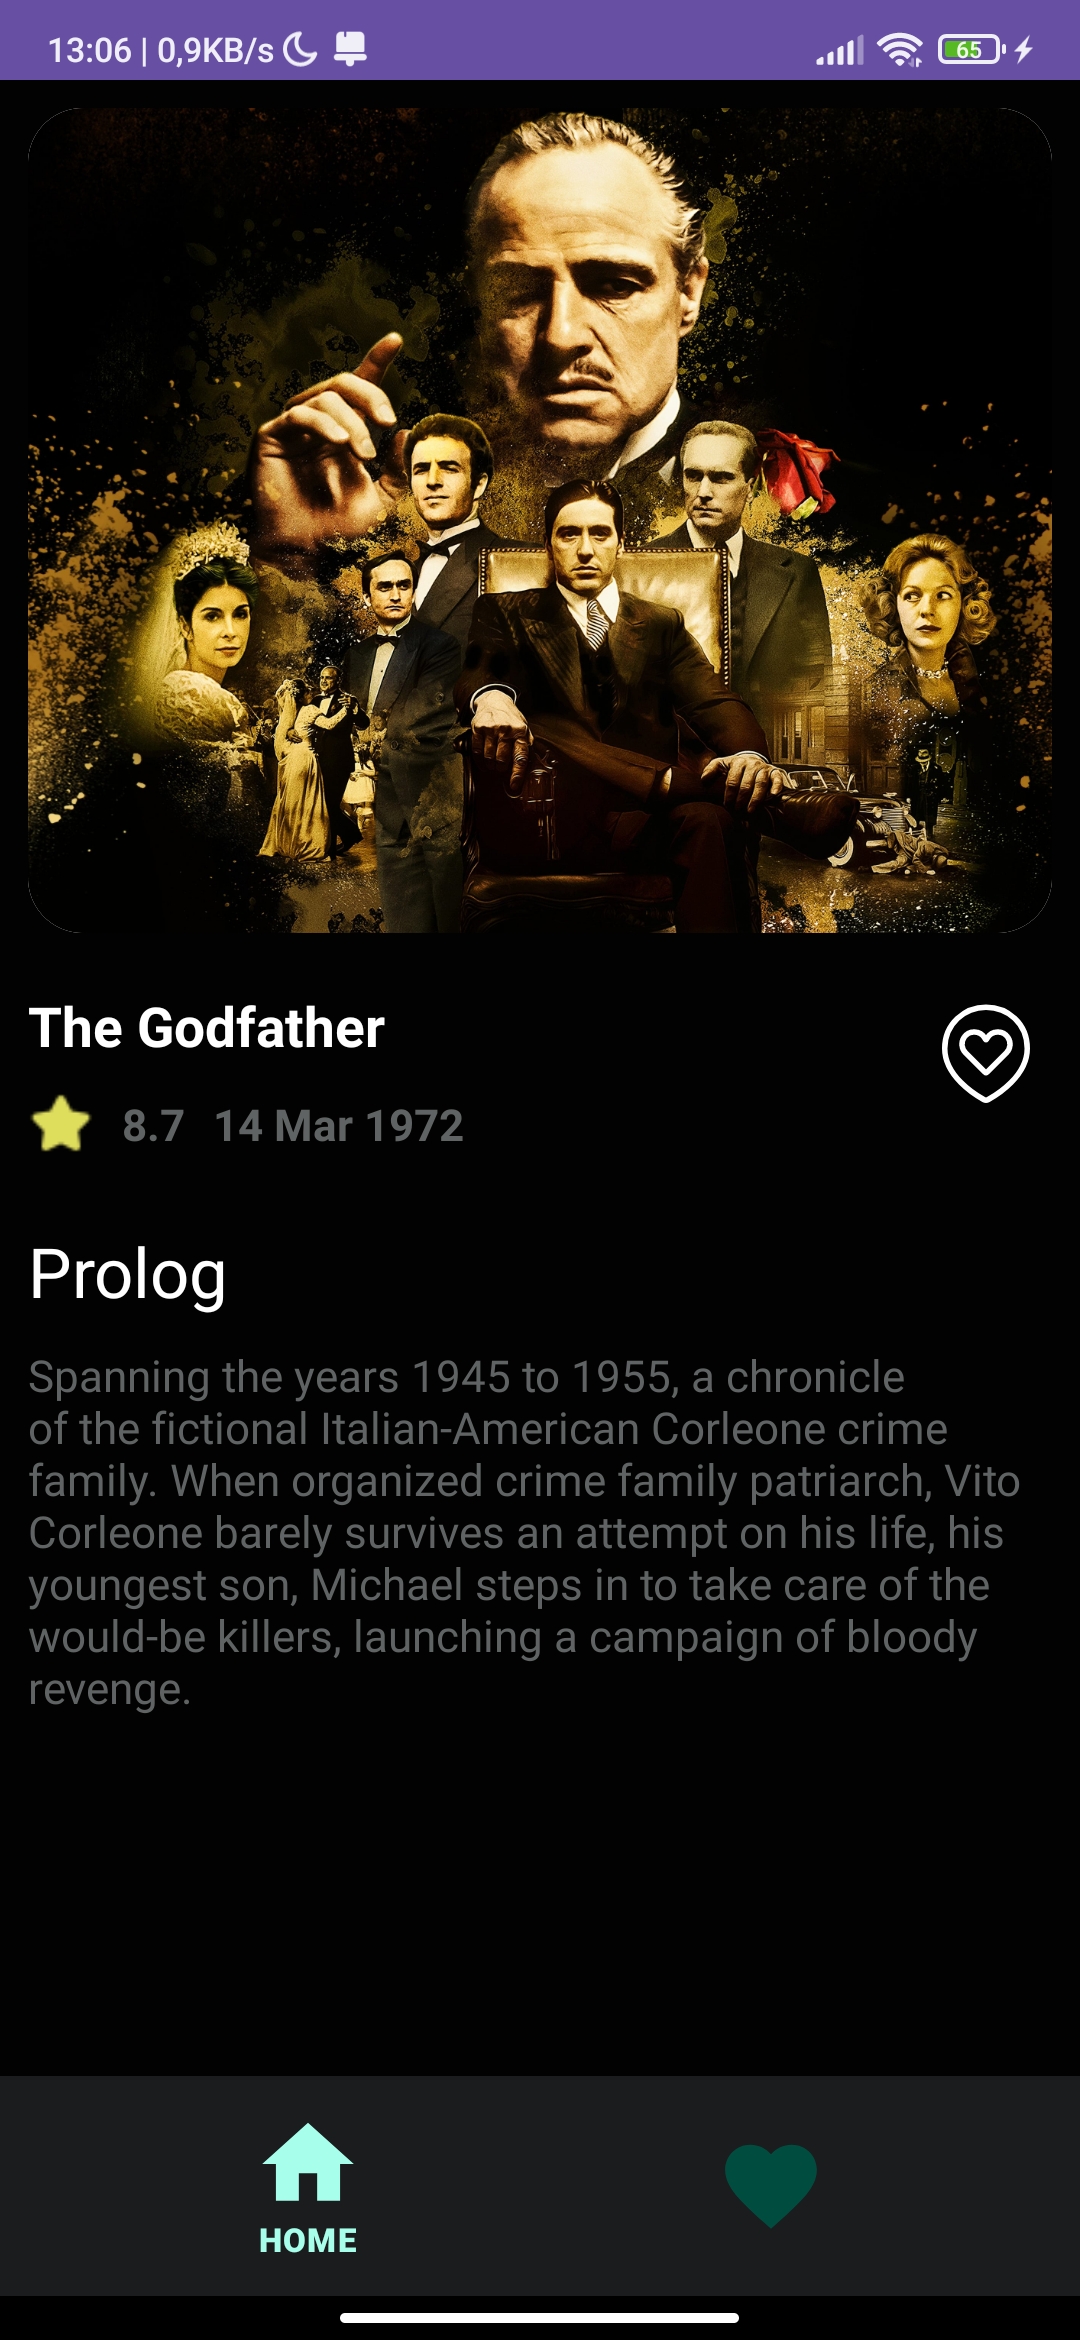 13:06 | 0,9KB/s
65
The Godfather
8.7 14 Mar 1972
Prolog
Spanning the years 1945 to 1955, a chronicle
of the fictional Italian-American Corleone crime
family. When organized crime family patriarch, Vito
Corleone barely survives an attempt on his life, his
youngest son, Michael steps in to take care of the
would-be killers, launching a campaign of bloody
revenge.
HOME